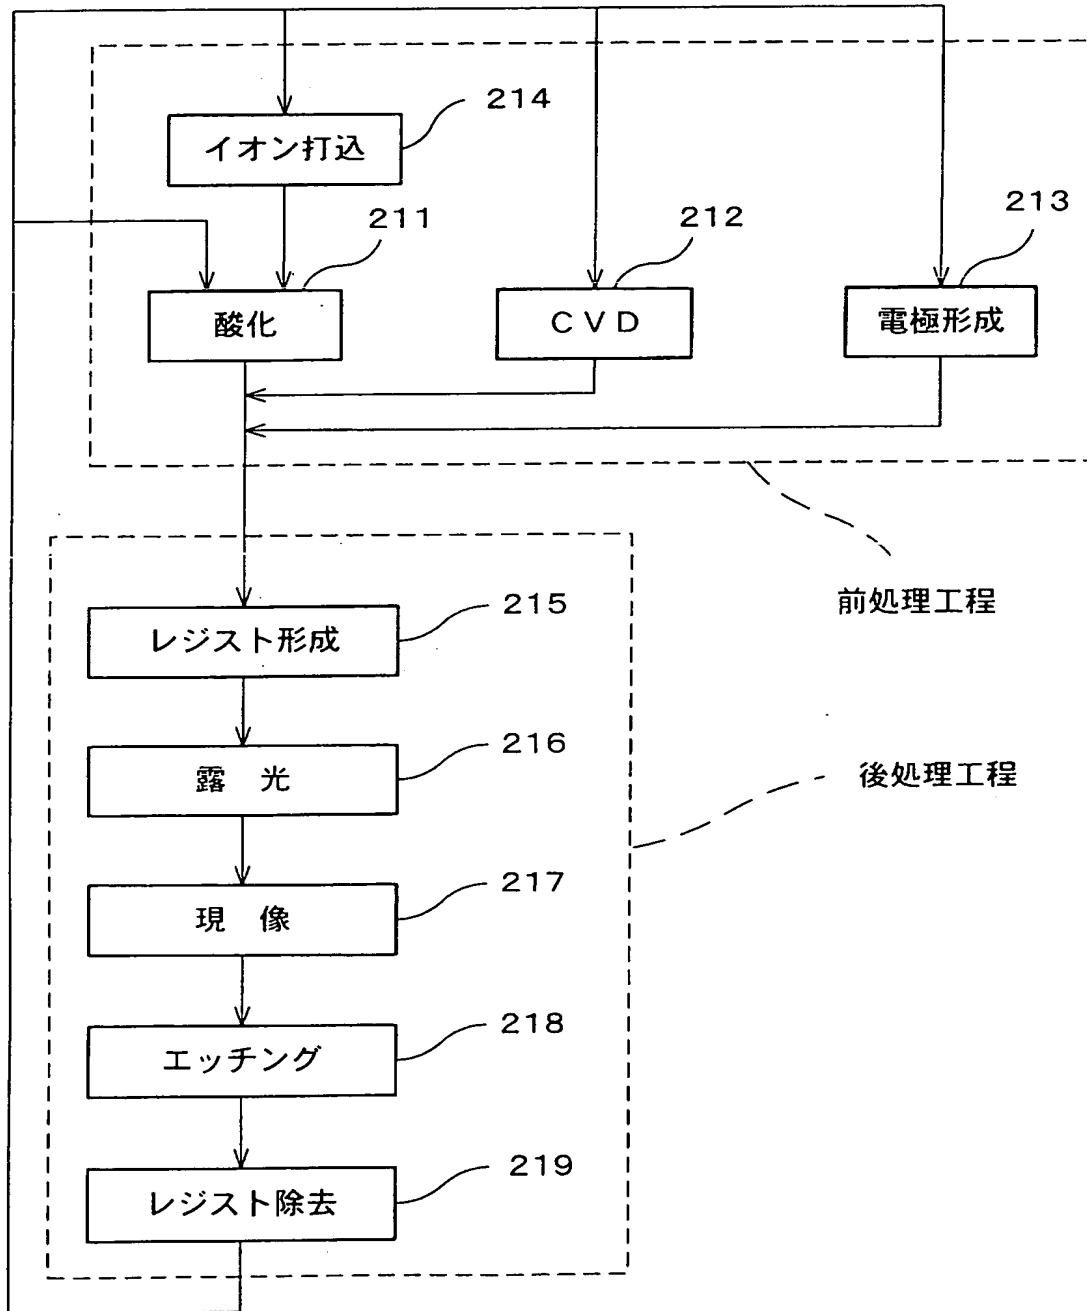 214
イオン打込
211
212
213
酸化
ＣＶＤ
電極形成
前処理工程
215
レジスト形成
216
露　光
後処理工程
217
現　像
218
エッチング
219
レジスト除去